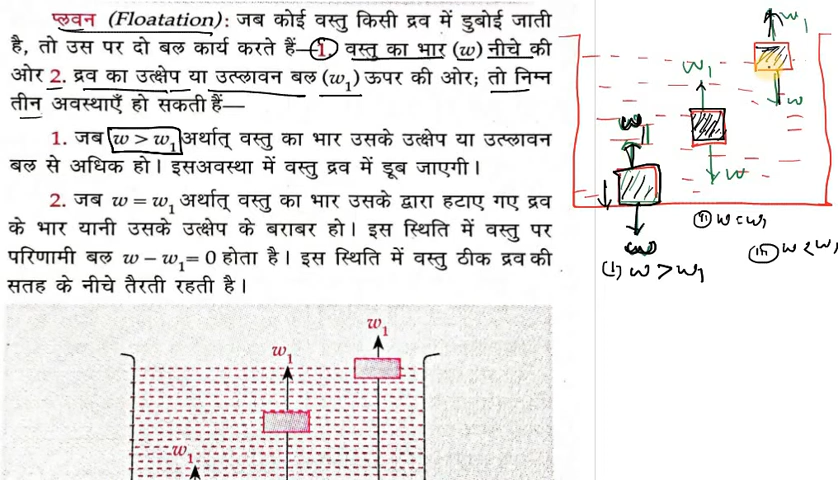 प्लवन (Floatation): जब कोई वस्तु किसी द्रव में डुबोई जाती
है, तो उस पर दो बल कार्य करते हैं—1. वस्तु का भार (w) नीचे की
ओर 2. द्रव का उत्क्षेप या उत्प्लावन बल (w₁) ऊपर की ओर; तो निम्न
तीन अवस्थाएँ हो सकती हैं—
1. जब w > w₁ अर्थात् वस्तु का भार उसके उत्क्षेप या उत्प्लावन
बल से अधिक हो। इसअवस्था में वस्तु द्रव में डूब जाएगी।
2. जब w = w₁ अर्थात् वस्तु का भार उसके द्वारा हटाए गए द्रव
के भार यानी उसके उत्क्षेप के बराबर हो। इस स्थिति में वस्तु पर
परिणामी बल w – w₁= 0 होता है। इस स्थिति में वस्तु ठीक द्रव की
सतह के नीचे तैरती रहती है।
w₁
w₁
w₁
w₁
w
w₁
w
w
(i) w > w₁
(ii) w = w₁
(iii) w < w₁